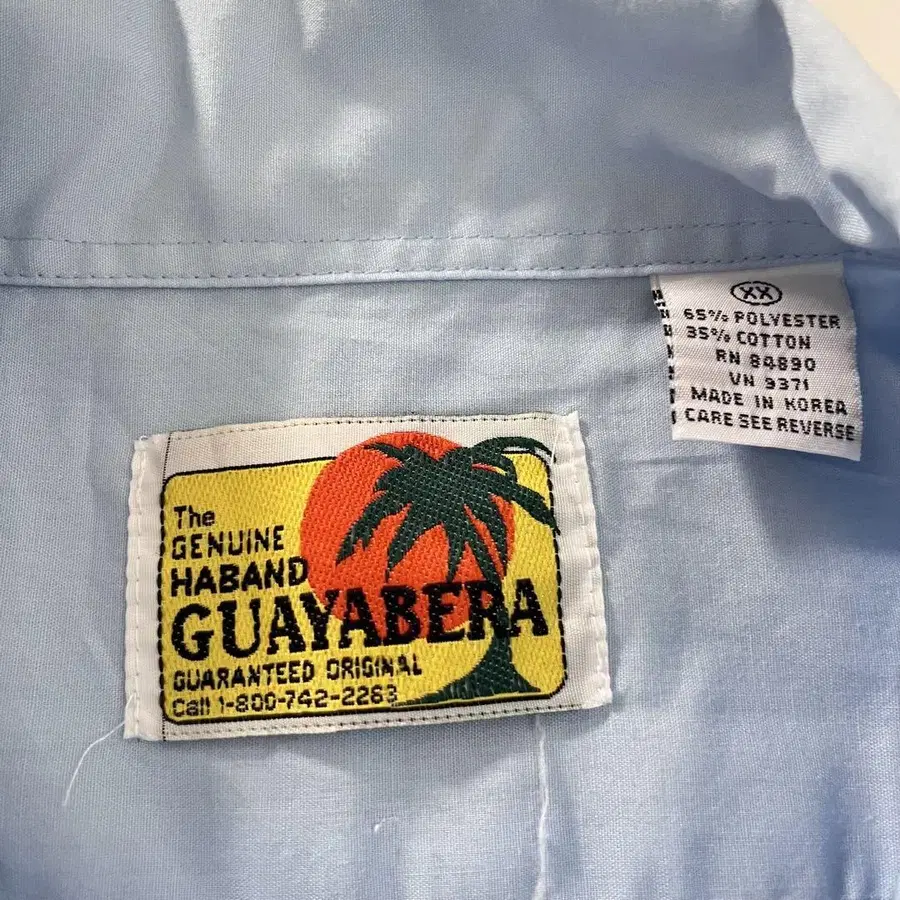 The
GENUINE
HABAND
GUAYABERA
GUARANTEED ORIGINAL
Call 1-800-742-2263
XX
65% POLYESTER
35% COTTON
RN 84890
VN 9371
MADE IN KOREA
CARE SEE REVERSE